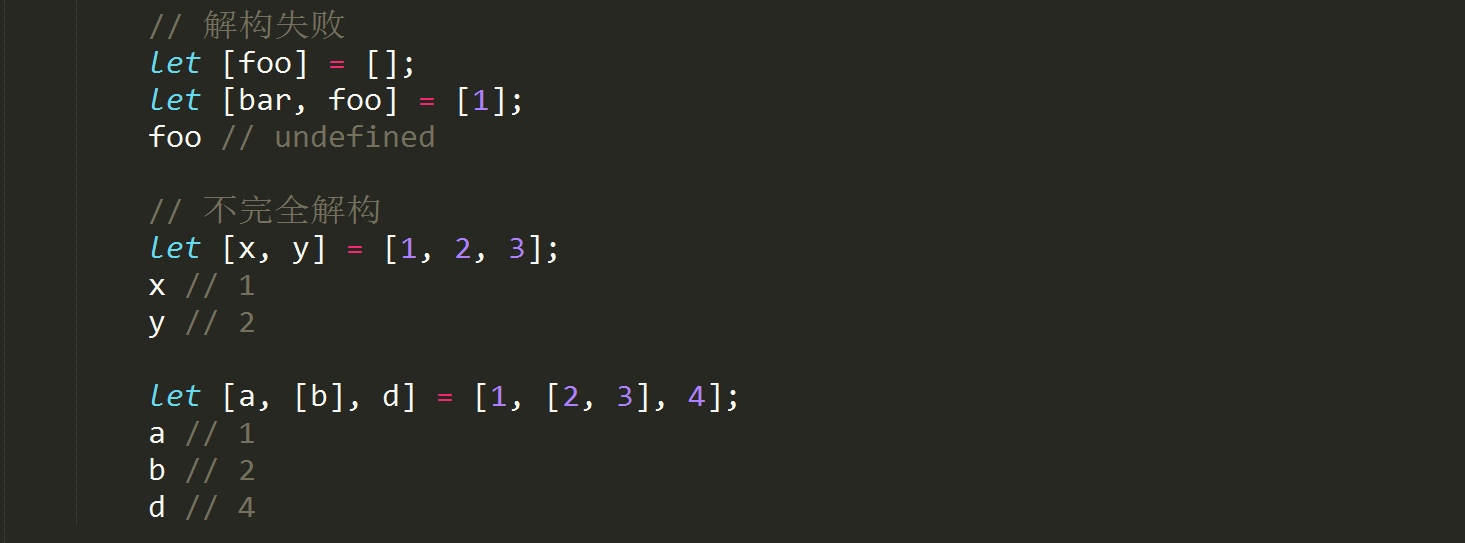 // 解构失败
let [foo] = [];
let [bar, foo] = [1];
foo // undefined
// 不完全解构
let [x, y] = [1, 2, 3];
x // 1
y // 2
let [a, [b], d] = [1, [2, 3], 4];
a // 1
b // 2
d // 4